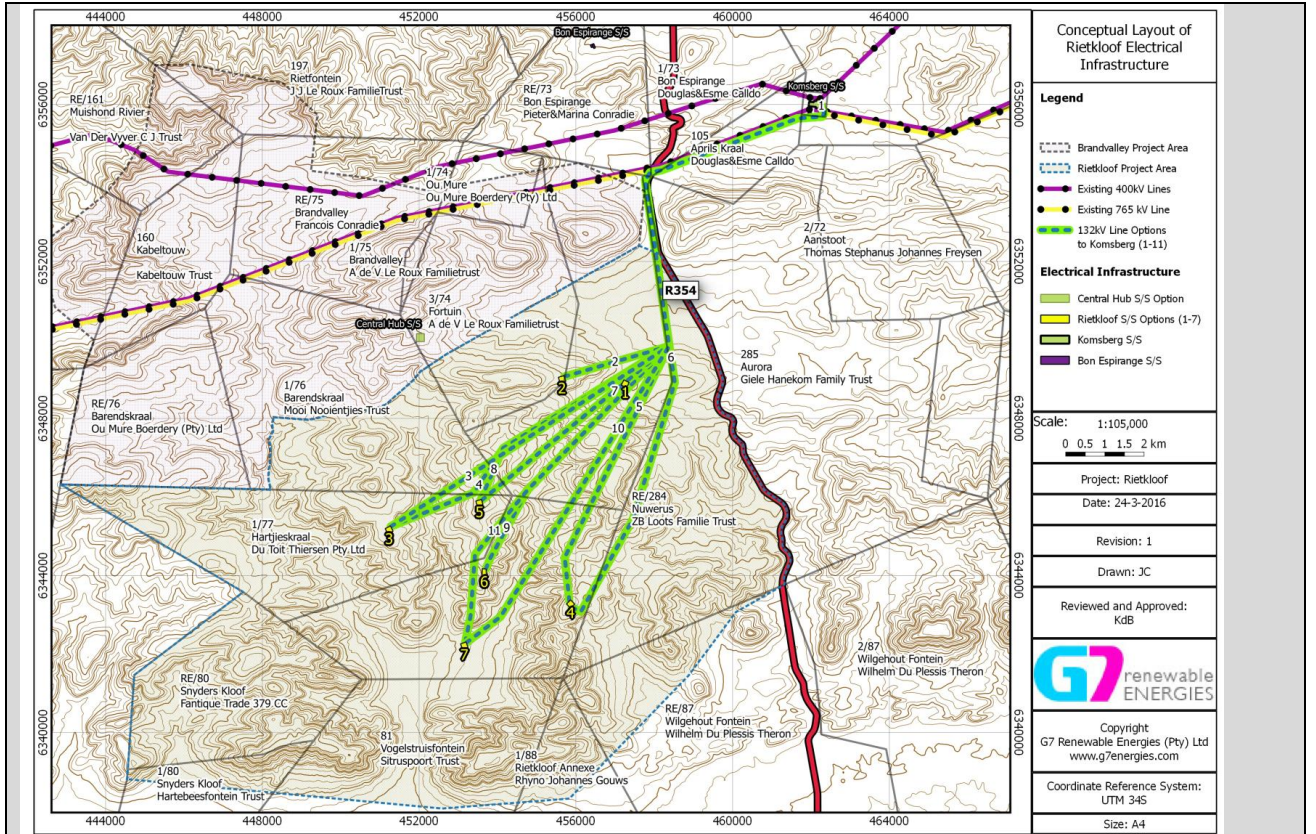 444000
448000
452000
456000
460000
464000
Bon Espirange S/S
197
Rietfontein
J J Le Roux FamilieTrust
RE/161
Muishond Rivier
Van Der Vyver C J Trust
RE/73
Bon Espirange
Pieter&Marina Conradie
1/73
Bon Espirange
Douglas&Esme Calldo
Komsberg S/S
1
6356000
6356000
105
Aprils Kraal
Douglas&Esme Calldo
1/74
Ou Mure
Ou Mure Boerdery (Pty) Ltd
RE/75
Brandvalley
Francois Conradie
160
Kabeltouw
Kabeltouw Trust
1/75
Brandvalley
A de V Le Roux Familietrust
2/72
Aanstoot
Thomas Stephanus Johannes Freysen
6352000
6352000
3/74
Fortuin
A de V Le Roux Familietrust
Central Hub S/S
R354
2
6
285
Aurora
Giele Hanekom Family Trust
2
7
1
5
1/76
Barendskraal
Mooi Nooientjies Trust
RE/76
Barendskraal
Ou Mure Boerdery (Pty) Ltd
10
6348000
6348000
3
8
4
5
RE/284
Nuwerus
ZB Loots Familie Trust
1/77
Hartjieskraal
Du Toit Thiersen Pty Ltd
3
11
9
6
4
7
6344000
6344000
2/87
Wilgehout Fontein
Wilhelm Du Plessis Theron
RE/80
Snyders Kloof
Fantique Trade 379 CC
RE/87
Wilgehout Fontein
Wilhelm Du Plessis Theron
81
Vogelstruisfontein
Sitruspoort Trust
1/88
Rietkloof Annexe
Rhyno Johannes Gouws
1/80
Snyders Kloof
Hartebeesfontein Trust
6340000
6340000
444000
448000
452000
456000
460000
464000
Conceptual Layout of
Rietkloof Electrical
Infrastructure
Legend
Brandvalley Project Area
Rietkloof Project Area
Existing 400kV Lines
Existing 765 kV Line
132kV Line Options
to Komsberg (1-11)
Electrical Infrastructure
Central Hub S/S Option
Rietkloof S/S Options (1-7)
Komsberg S/S
Bon Espirange S/S
Scale:
1:105,000
0 0.5 1 1.5 2 km
Project: Rietkloof
Date: 24-3-2016
Revision: 1
Drawn: JC
Reviewed and Approved:
KdB
G7 renewable
ENERGIES
Copyright
G7 Renewable Energies (Pty) Ltd
www.g7energies.com
Coordinate Reference System:
UTM 34S
Size: A4